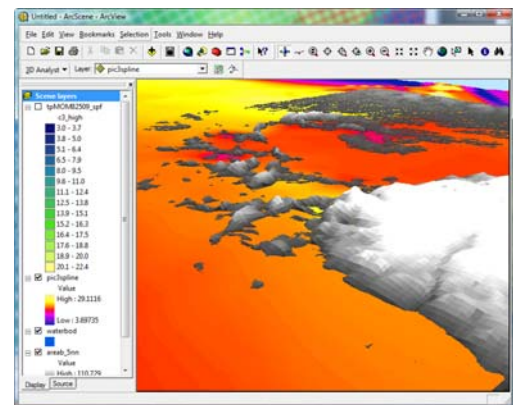 Untitled - ArcScene - ArcView
File Edit View Bookmarks Selection Tools Window Help
3D Analyst Layer: pic3spline
Scene layers
tpMOMB2509_spf
c3_high
3.0 - 3.7
3.8 - 5.0
5.1 - 6.4
6.5 - 7.9
8.0 - 9.5
9.6 - 11.0
11.1 - 12.4
12.5 - 13.8
13.9 - 15.1
15.2 - 16.3
16.4 - 17.5
17.6 - 18.8
18.9 - 20.0
20.1 - 22.4
pic3spline
Value
High : 29.1116
Low : 3.69735
waterbod
areab_5nn
Value
High : 110.729
Display Source